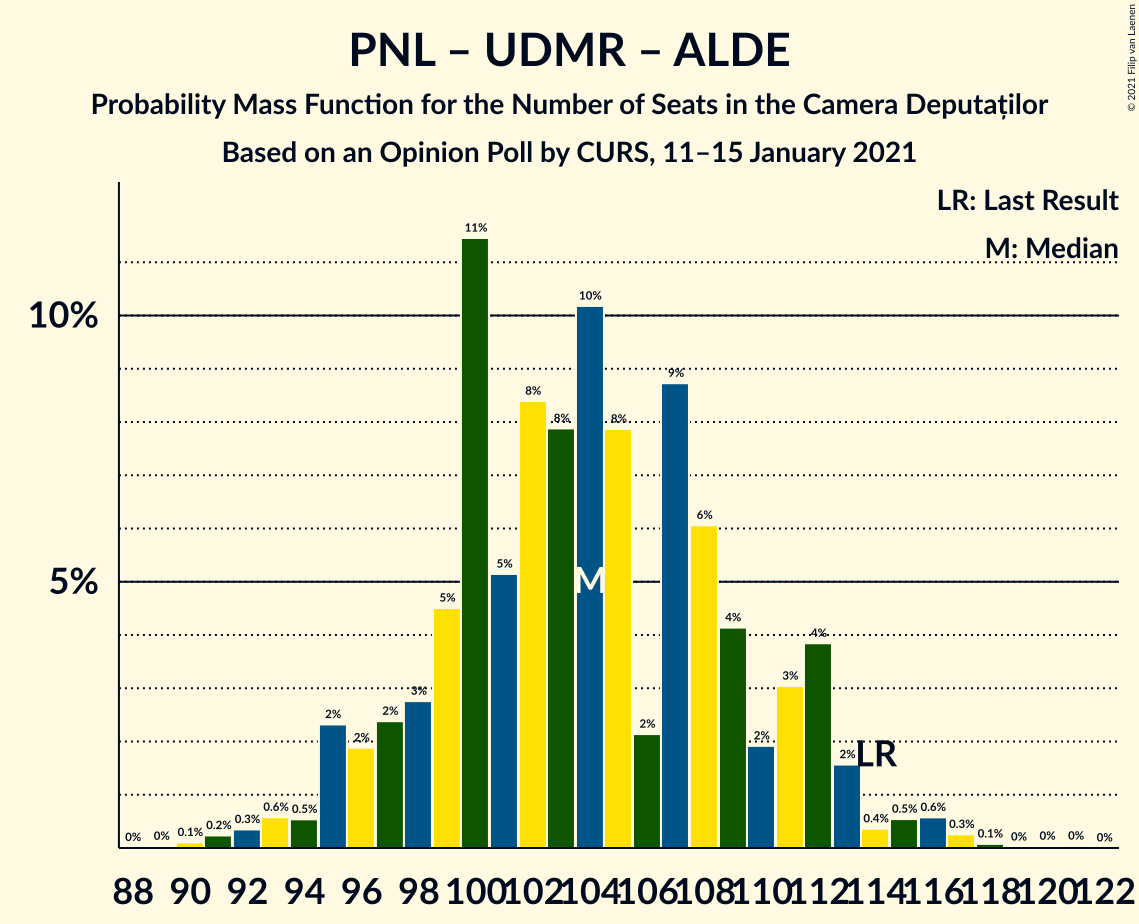 © 2021 Filip van Laenen
PNL – UDMR – ALDE
Probability Mass Function for the Number of Seats in the Camera Deputaților
Based on an Opinion Poll by CURS, 11–15 January 2021
LR: Last Result
M: Median
10%
5%
0% 0% 0.1% 0.2% 0.3% 0.6% 0.5% 2% 2% 2% 3% 5% 11% 5% 8% 8% 10% 8% 2% 9% 6% 4% 2% 3% 4% 2% 0.4% 0.5% 0.6% 0.3% 0.1% 0% 0% 0% 0%
M
LR
88 90 92 94 96 98 100 102 104 106 108 110 112 114 116 118 120 122